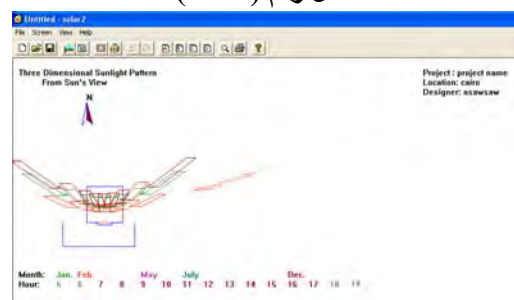 Untitled - solar2
File Screen View Help
Three Dimensional Sunlight Pattern
From Sun's View
N
Project : project name
Location: cairo
Designer: asawsaw
Month: Jan. Feb. May July Dec.
Hour: 5 6 7 8 9 10 11 12 13 14 15 16 17 18 19